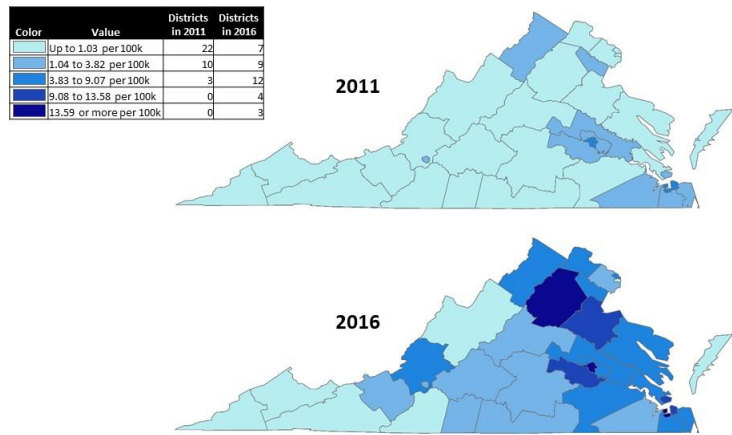 Color Value Districts in 2011 Districts in 2016
Up to 1.03 per 100k 22 7
1.04 to 3.82 per 100k 10 9
3.83 to 9.07 per 100k 3 12
9.08 to 13.58 per 100k 0 4
13.59 or more per 100k 0 3
2011
2016